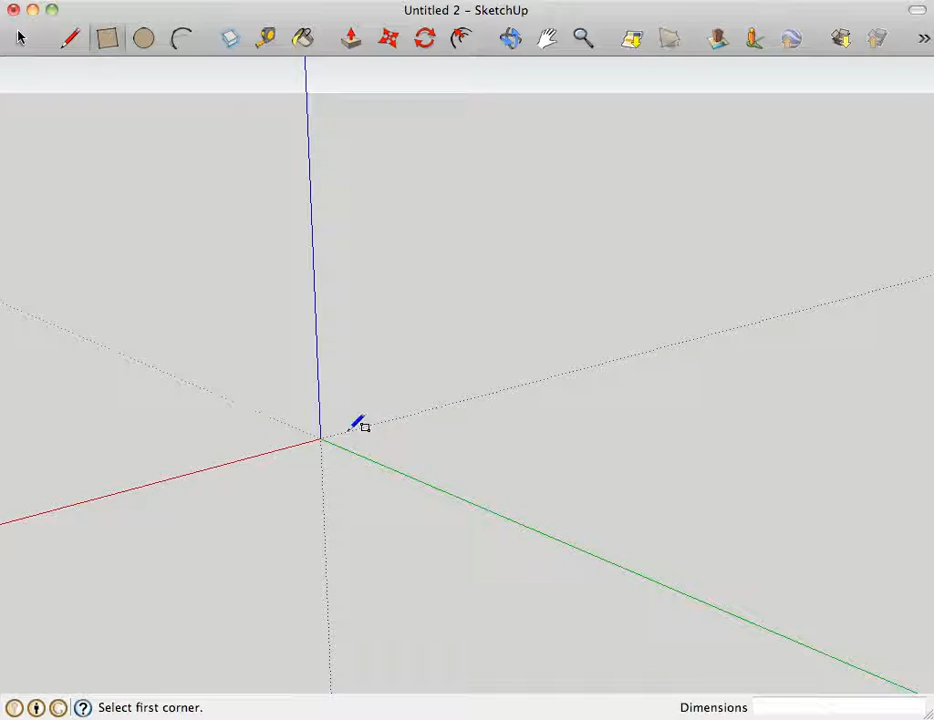 Untitled 2 – SketchUp
»
Select first corner.
Dimensions